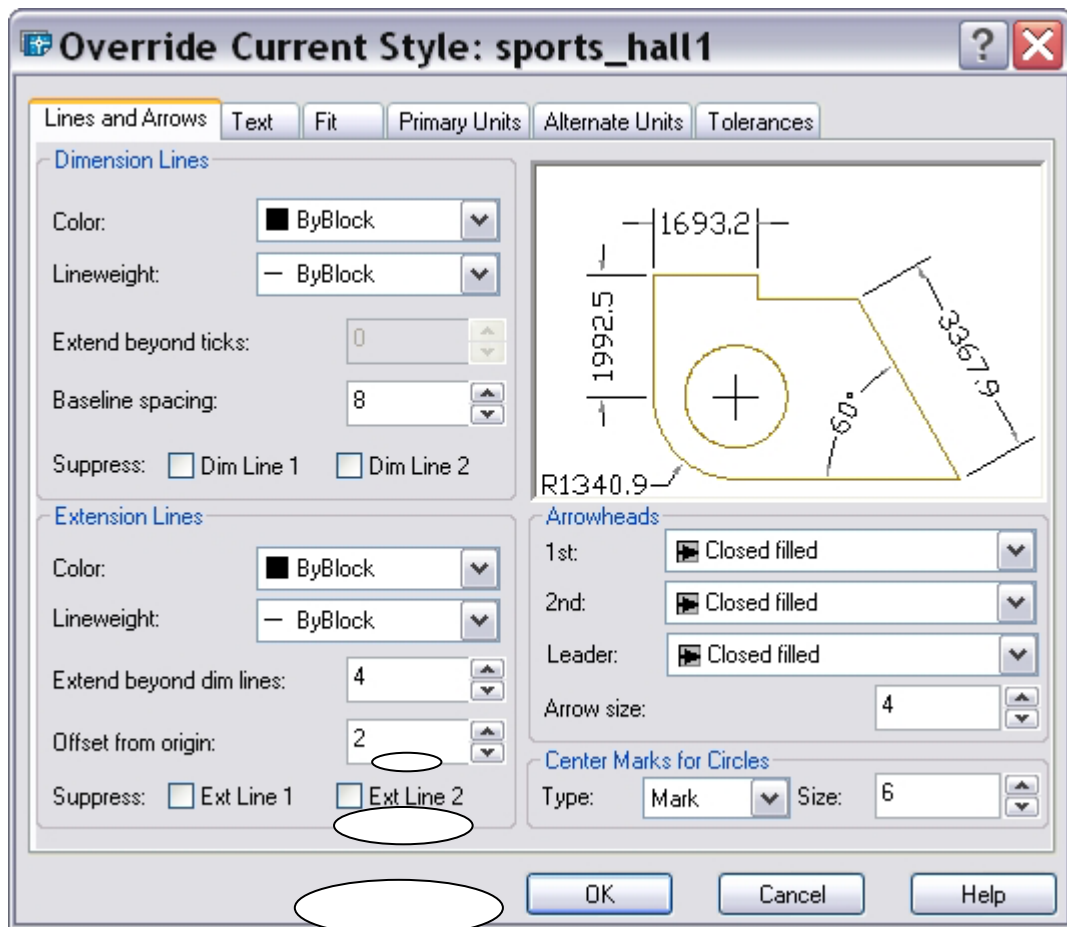 Override Current Style: sports_hall1
Lines and Arrows Text Fit Primary Units Alternate Units Tolerances
Dimension Lines
Color: ByBlock
Lineweight: ByBlock
Extend beyond ticks: 0
Baseline spacing: 8
Suppress: Dim Line 1 Dim Line 2
Extension Lines
Color: ByBlock
Lineweight: ByBlock
Extend beyond dim lines: 4
Offset from origin: 2
Suppress: Ext Line 1 Ext Line 2
1693.2
1992.5
3367.9
60°
R1340.9
Arrowheads
1st: Closed filled
2nd: Closed filled
Leader: Closed filled
Arrow size: 4
Center Marks for Circles
Type: Mark Size: 6
OK Cancel Help